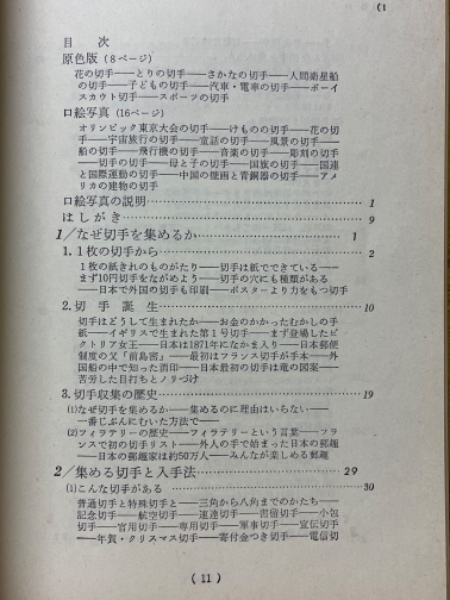 (1
目 次
原色版(8ページ)
花の切手――とりの切手――さかなの切手――人間衛星船
の切手――子どもの切手――汽車・電車の切手――ボーイ
スカウト切手――スポーツの切手
口絵写真(16ページ)
オリンピック東京大会の切手――けものの切手――花の切
手――宇宙旅行の切手――童話の切手――風景の切手――
船の切手――飛行機の切手――音楽の切手――彫刻の切手
――切手の切手――母と子の切手――国旗の切手――国連
と国際運動の切手――中国の壁画と青銅器の切手――アメ
リカの建物の切手
口絵写真の説明…………1
はしがき…………9
1/なぜ切手を集めるか…………1
1. 1枚の切手から…………2
1枚の紙きれのものがたり――切手は紙でできている――
まず10円切手をながめよう――切手の穴にも種類がある
――日本で外国の切手も印刷――ポスターより力をもつ切手
2. 切手誕生…………10
切手はどうして生まれたか――お金のかかったむかしの手
紙――イギリスで生まれた第1号切手――まず登場したビ
クトリア女王――日本は1871年になかま入り――日本郵便
制度の父「前島密」――最初はフランス切手が手本――外
国船の中で知った消印――日本最初の切手は竜の図案――
苦労した目打ちとノリづけ
3. 切手収集の歴史…………19
(1)なぜ切手を集めるか――集めるのに理由はいらない――
一番じぶんにむいた方法で――
(2)フィラテリーの歴史――フィラテリーという言葉――フラ
ンスで初の切手リスト――外人の手で始まった日本の郵趣
――日本の郵趣家は約50万人――みんなが楽しめる郵趣
2/集める切手と入手法…………29
(1)こんな切手がある…………30
普通切手と特殊切手と――三角から八角までのかたち――
記念切手――航空切手――速達切手――書留切手――小包
切手――官用切手――専用切手――軍事切手――宣伝切手
――年賀・クリスマス切手――寄付金つき切手――電信切
(11)